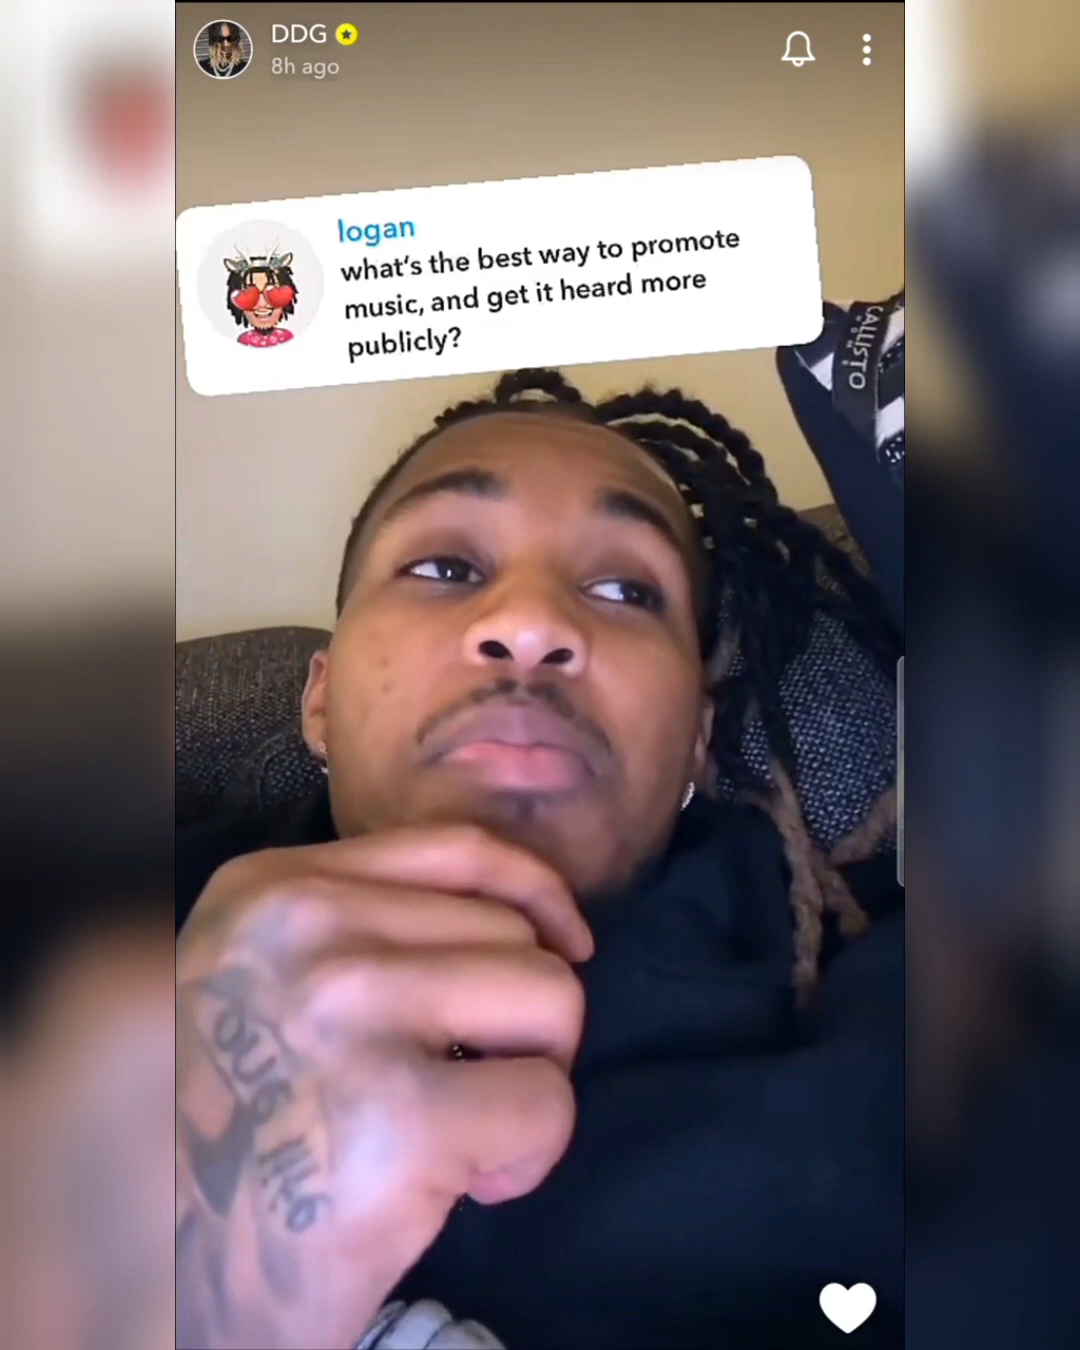 DDG
8h ago
logan
what's the best way to promote
music, and get it heard more
publicly?
CALLISTO